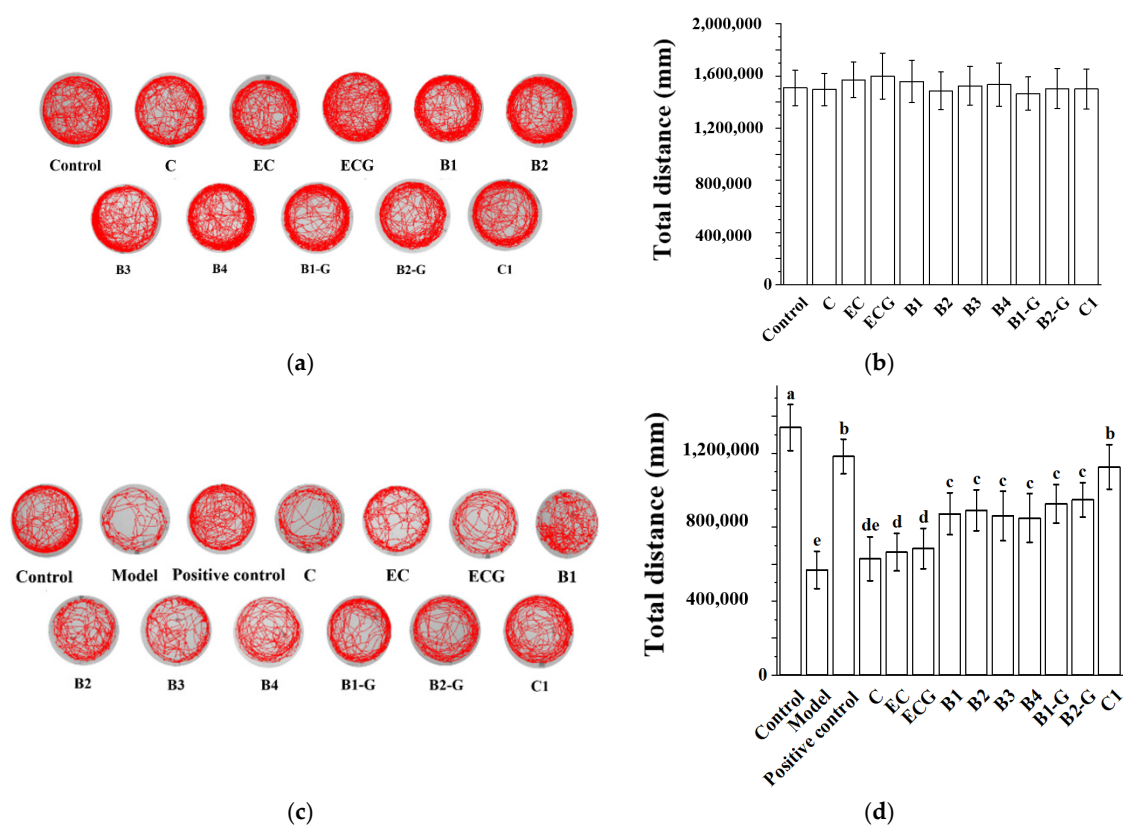 Control C EC ECG B1 B2
B3 B4 B1-G B2-G C1
(a)
Total distance (mm)
2,000,000
1,600,000
1,200,000
800,000
400,000
0
Control C EC ECG B1 B2 B3 B4 B1-G B2-G C1
(b)
Control Model Positive control C EC ECG B1
B2 B3 B4 B1-G B2-G C1
(c)
Total distance (mm)
1,200,000
800,000
400,000
0
a e b de d d c c c c c c b
Control Model Positive control C EC ECG B1 B2 B3 B4 B1-G B2-G C1
(d)